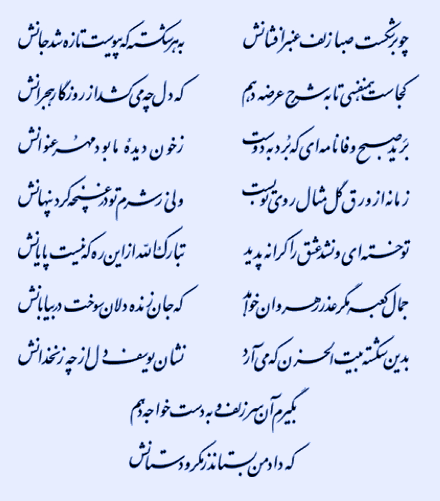 چو برشکست صبا زلف عنبرافشانش به هر شکسته که پیوست تازه شد جانش
کجاست همنفسی تا به شرح عرضه دهم که دل چه می‌کشد از روزگار هجرانش
برید صبح وفانامه‌ای که برد به دوست ز خون دیدهٔ ما بود مهر عنوانش
زمانه از ورق گل مثال روی تو بست ولی ز شرم تو در غنچه کرد پنهانش
تو خفته‌ای و نشد عشق را کرانه پدید تبارک الله از این ره که نیست پایانش
جمال کعبه مگر عذر رهروان خواهد که جان زنده دلان سوخت در بیابانش
بدین شکستهٔ بیت الحزن که می‌آرد نشان یوسف دل از چه زنخدانش
بگیرم آن سر زلف و به دست خواجه دهم
که داد من بستاند ز مکر و دستانش